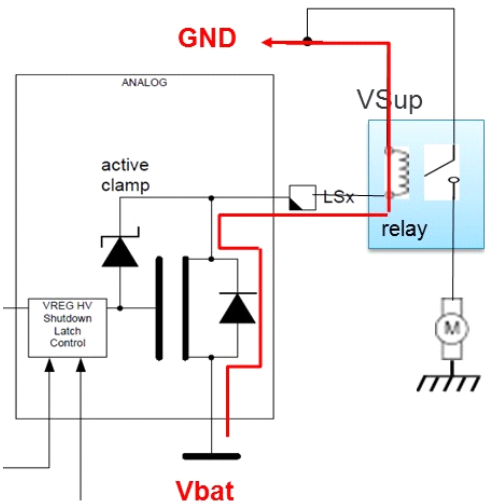 GND
ANALOG
VSup
active
clamp
LSx
relay
VREG HV
Shutdown
Latch
Control
M
Vbat